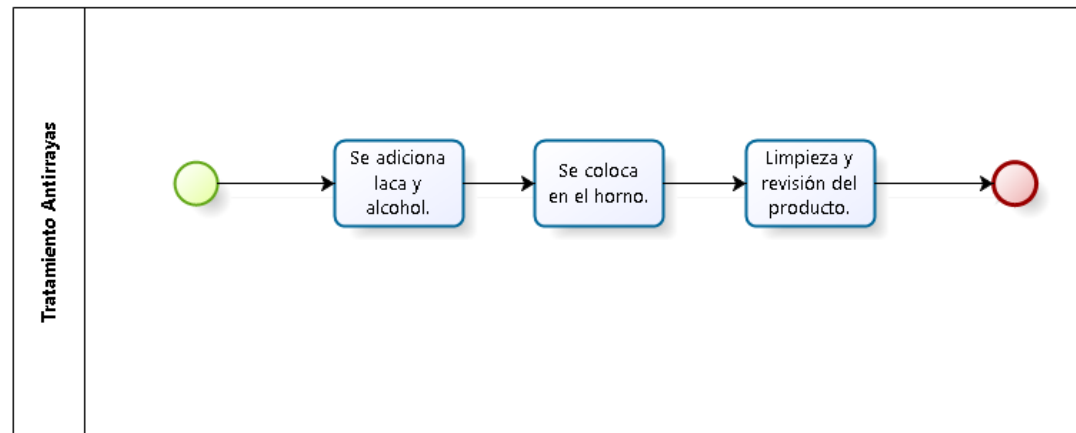 Tratamiento Antirrayas
Se adiciona
laca y
alcohol.
Se coloca
en el horno.
Limpieza y
revisión del
producto.